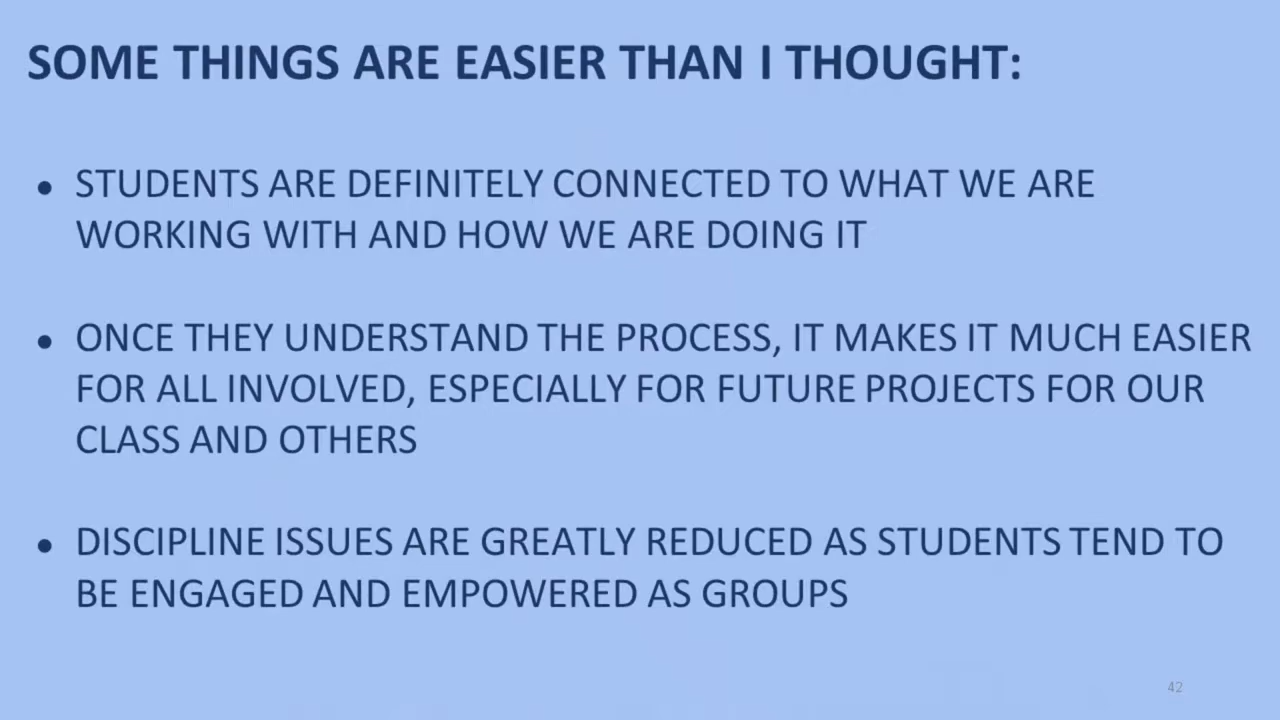 SOME THINGS ARE EASIER THAN I THOUGHT:
• STUDENTS ARE DEFINITELY CONNECTED TO WHAT WE ARE
WORKING WITH AND HOW WE ARE DOING IT
• ONCE THEY UNDERSTAND THE PROCESS, IT MAKES IT MUCH EASIER
FOR ALL INVOLVED, ESPECIALLY FOR FUTURE PROJECTS FOR OUR
CLASS AND OTHERS
• DISCIPLINE ISSUES ARE GREATLY REDUCED AS STUDENTS TEND TO
BE ENGAGED AND EMPOWERED AS GROUPS
42